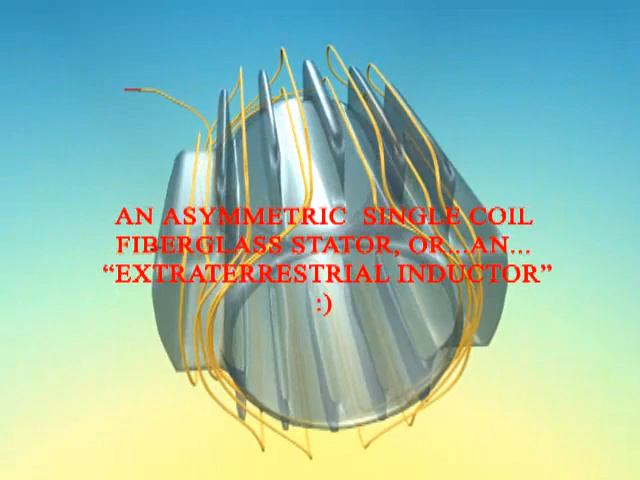 AN ASYMMETRIC SINGLE COIL
FIBERGLASS STATOR, OR...AN...
“EXTRATERRESTRIAL INDUCTOR”
:)